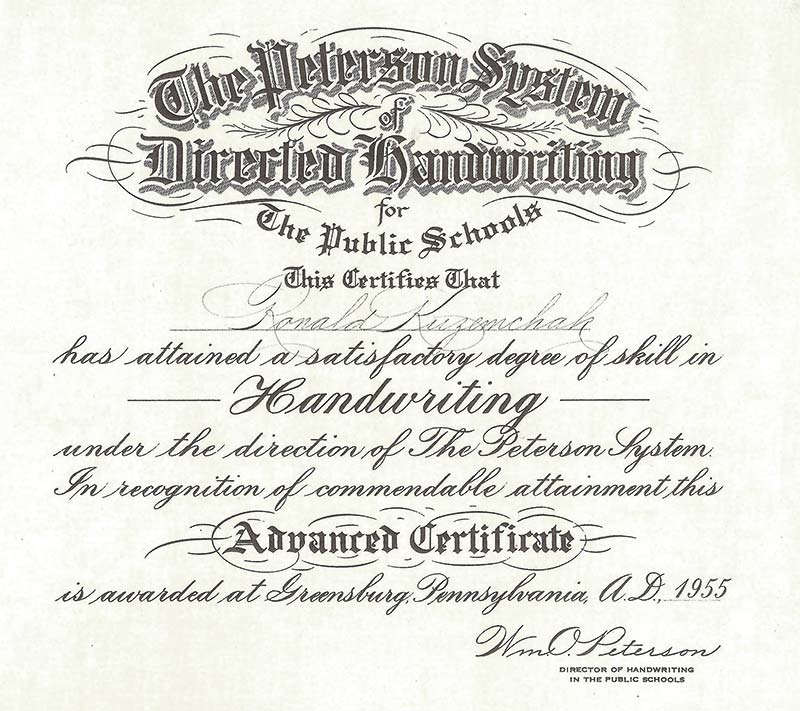 The Peterson System
of
Directed Handwriting
for
The Public Schools
This Certifies That
Ronald Kuzemchak
has attained a satisfactory degree of skill in
Handwriting
under the direction of The Peterson System.
In recognition of commendable attainment this
Advanced Certificate
is awarded at Greensburg, Pennsylvania, A.D., 1955
Wm. O. Peterson
DIRECTOR OF HANDWRITING
IN THE PUBLIC SCHOOLS